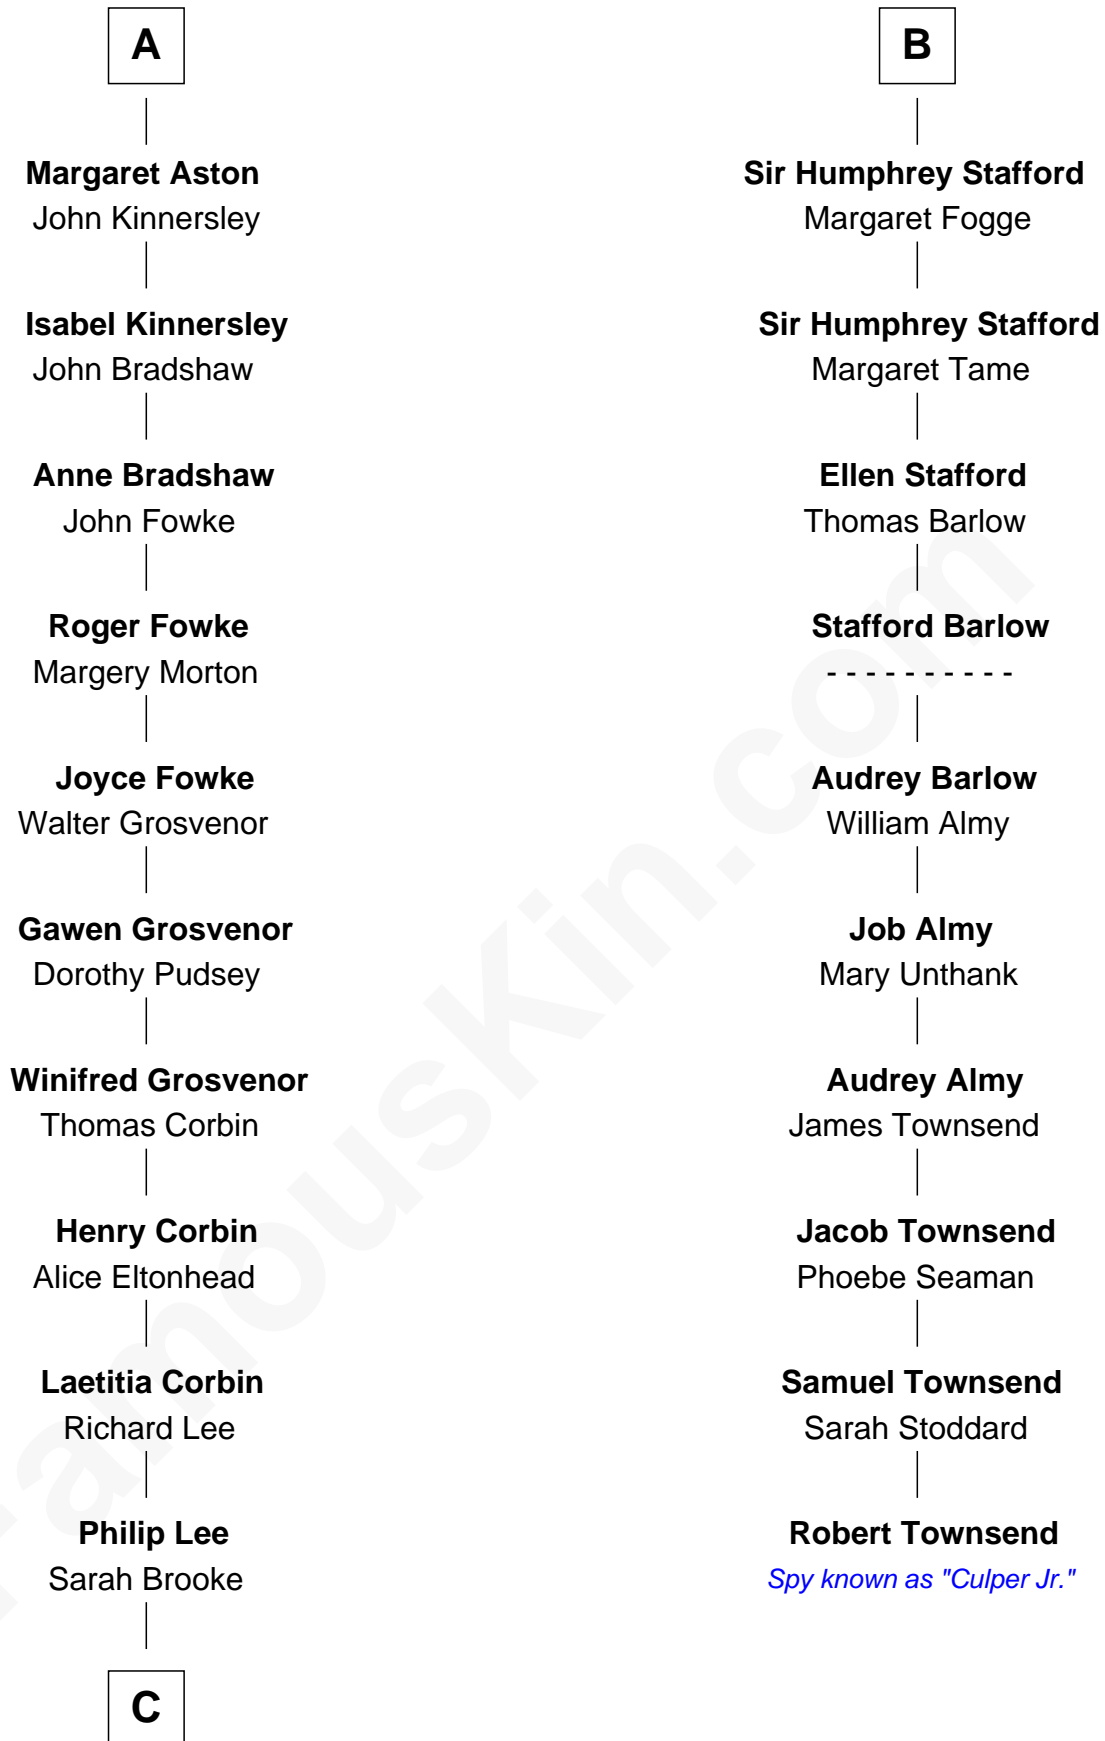 A
Margaret Aston
John Kinnersley
Isabel Kinnersley
John Bradshaw
Anne Bradshaw
John Fowke
Roger Fowke
Margery Morton
Joyce Fowke
Walter Grosvenor
Gawen Grosvenor
Dorothy Pudsey
Winifred Grosvenor
Thomas Corbin
Henry Corbin
Alice Eltonhead
Laetitia Corbin
Richard Lee
Philip Lee
Sarah Brooke
C
B
Sir Humphrey Stafford
Margaret Fogge
Sir Humphrey Stafford
Margaret Tame
Ellen Stafford
Thomas Barlow
Stafford Barlow
- - - - - - - - - -
Audrey Barlow
William Almy
Job Almy
Mary Unthank
Audrey Almy
James Townsend
Jacob Townsend
Phoebe Seaman
Samuel Townsend
Sarah Stoddard
Robert Townsend
Spy known as "Culper Jr."
FamousKin.com